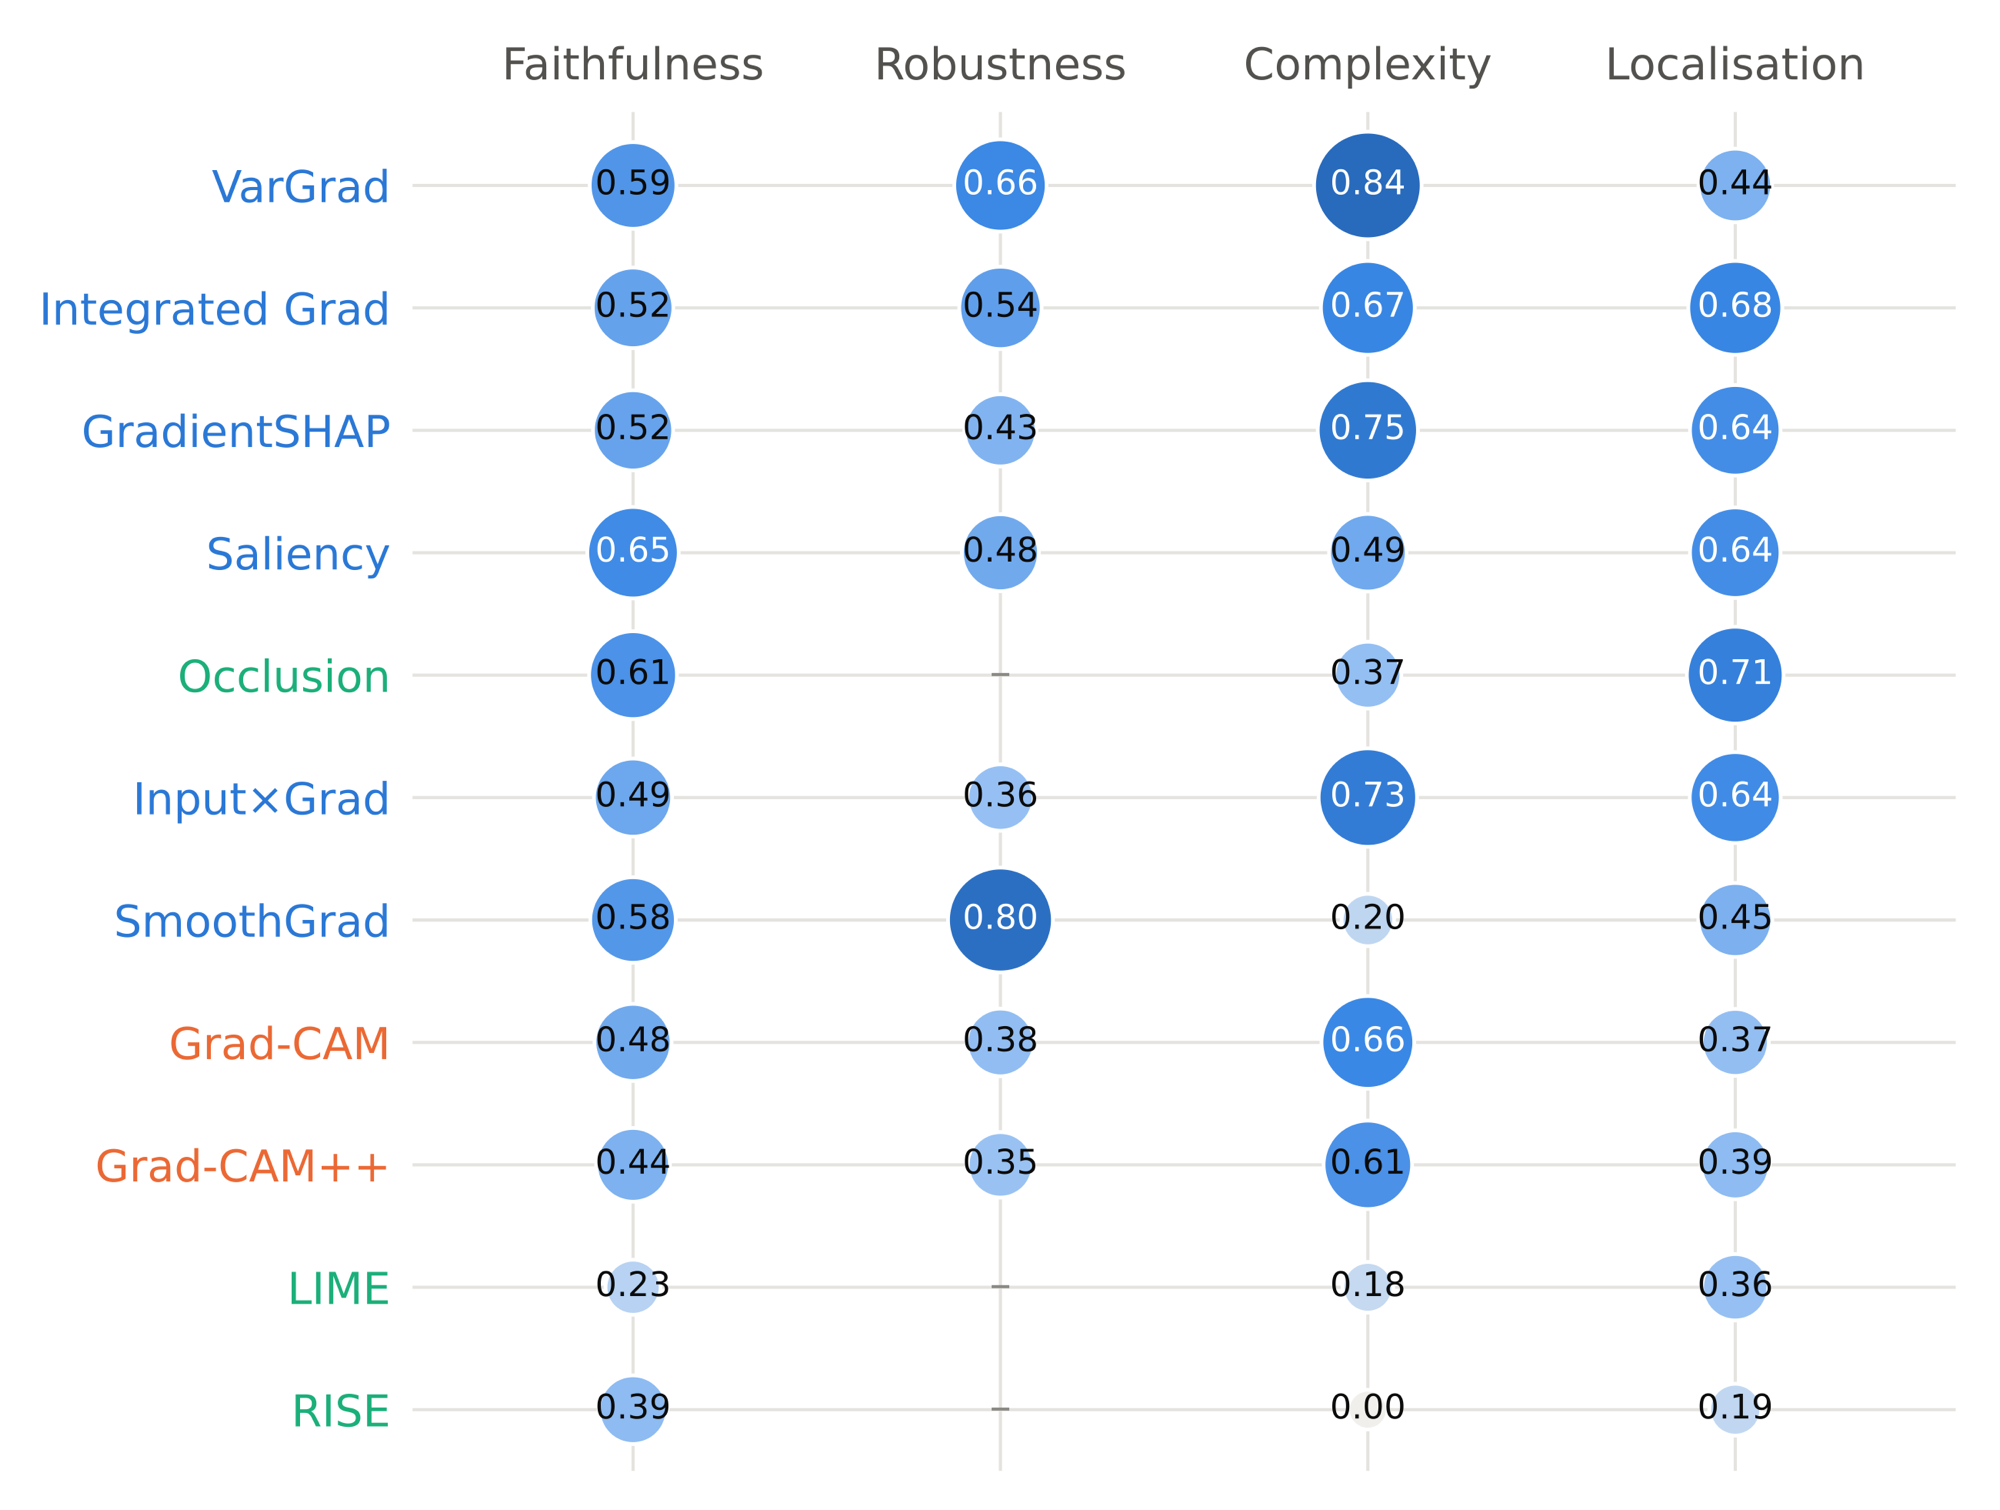 Faithfulness Robustness Complexity Localisation
VarGrad 0.59 0.66 0.84 0.44
Integrated Grad 0.52 0.54 0.67 0.68
GradientSHAP 0.52 0.43 0.75 0.64
Saliency 0.65 0.48 0.49 0.64
Occlusion 0.61 – 0.37 0.71
Input×Grad 0.49 0.36 0.73 0.64
SmoothGrad 0.58 0.80 0.20 0.45
Grad-CAM 0.48 0.38 0.66 0.37
Grad-CAM++ 0.44 0.35 0.61 0.39
LIME 0.23 – 0.18 0.36
RISE 0.39 – 0.00 0.19